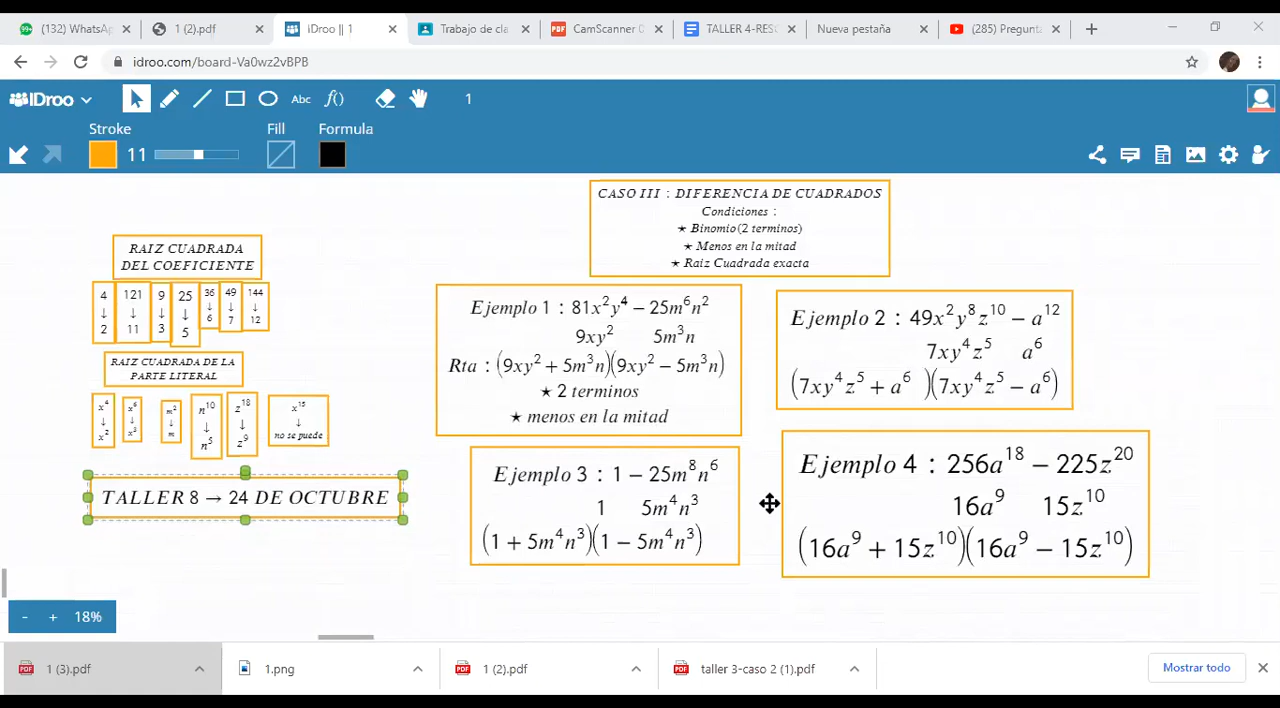 (132) WhatsA
1 (2).pdf
IDroo || 1
Trabajo de cla
CamScanner 0
TALLER 4-RESO
Nueva pestaña
(285) Pregunta
idroo.com/board-Va0wz2vBPB
IDroo
Abc
f()
1
Stroke
Fill
Formula
11
CASO III : DIFERENCIA DE CUADRADOS
Condiciones :
★ Binomio(2 terminos)
★ Menos en la mitad
★ Raiz Cuadrada exacta
RAIZ CUADRADA
DEL COEFICIENTE
4 121 9 25 36 49 144
↓ ↓ ↓ ↓ ↓ ↓ ↓
2 11 3 5 6 7 12
RAIZ CUADRADA DE LA
PARTE LITERAL
x⁴ x⁶ m² n¹⁰ z¹⁸ x¹⁵
↓ ↓ ↓ ↓ ↓ ↓
x² x³ m n⁵ z⁹ no se puede
TALLER 8 → 24 DE OCTUBRE
Ejemplo 1 : 81x²y⁴ − 25m⁶n²
9xy² 5m³n
Rta : (9xy² + 5m³n)(9xy² − 5m³n)
★ 2 terminos
★ menos en la mitad
Ejemplo 2 : 49x²y⁸z¹⁰ − a¹²
7xy⁴z⁵ a⁶
(7xy⁴z⁵ + a⁶ )(7xy⁴z⁵ − a⁶)
Ejemplo 3 : 1 − 25m⁸n⁶
1 5m⁴n³
(1 + 5m⁴n³)(1 − 5m⁴n³)
Ejemplo 4 : 256a¹⁸ − 225z²⁰
16a⁹ 15z¹⁰
(16a⁹ + 15z¹⁰)(16a⁹ − 15z¹⁰)
- + 18%
1 (3).pdf
1.png
1 (2).pdf
taller 3-caso 2 (1).pdf
Mostrar todo